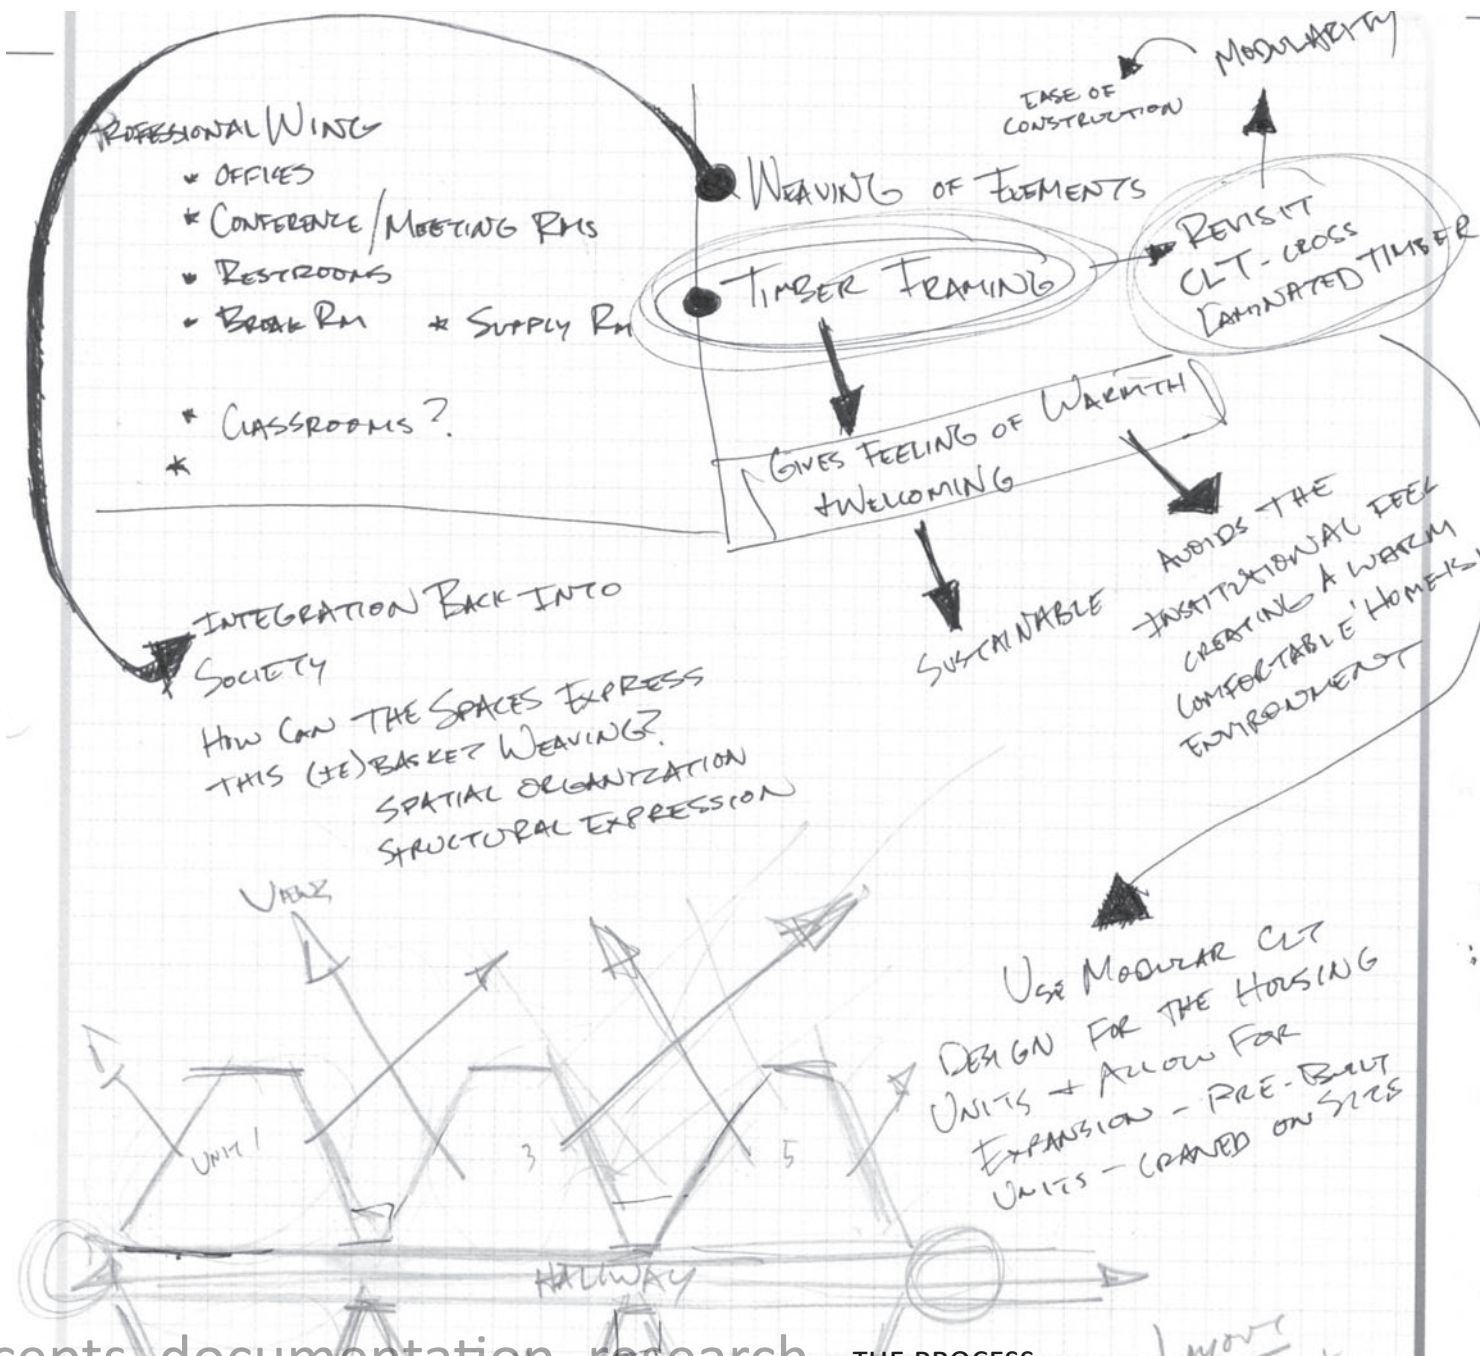 MODULARITY
EASE OF
CONSTRUCTION
PROFESSIONAL WING
* OFFICES
* CONFERENCE/MEETING RMS
* RESTROOMS
* BREAK RM * SUPPLY RM
* CLASSROOMS?
*
WEAVING OF ELEMENTS
TIMBER FRAMING
REVISIT
CLT - CROSS
LAMINATED TIMBER
GIVES FEELING OF WARMTH
+ WELCOMING
SUSTAINABLE
AVOIDS THE
INSTITUTIONAL FEEL
CREATING A WARM
COMFORTABLE
ENVIRONMENT
INTEGRATION BACK INTO
SOCIETY
HOW CAN THE SPACES EXPRESS
THIS (IE) BASKET WEAVING?
SPATIAL ORGANIZATION
STRUCTURAL EXPRESSION
USE MODULAR CLT
DESIGN FOR THE HOUSING
UNITS + ALLOW FOR
EXPANSION - PRE-BUILT
UNITS - CRANED ON SITE
VIEWS
UNIT 1
3
5
HALLWAY
documentation research
THE PROCESS